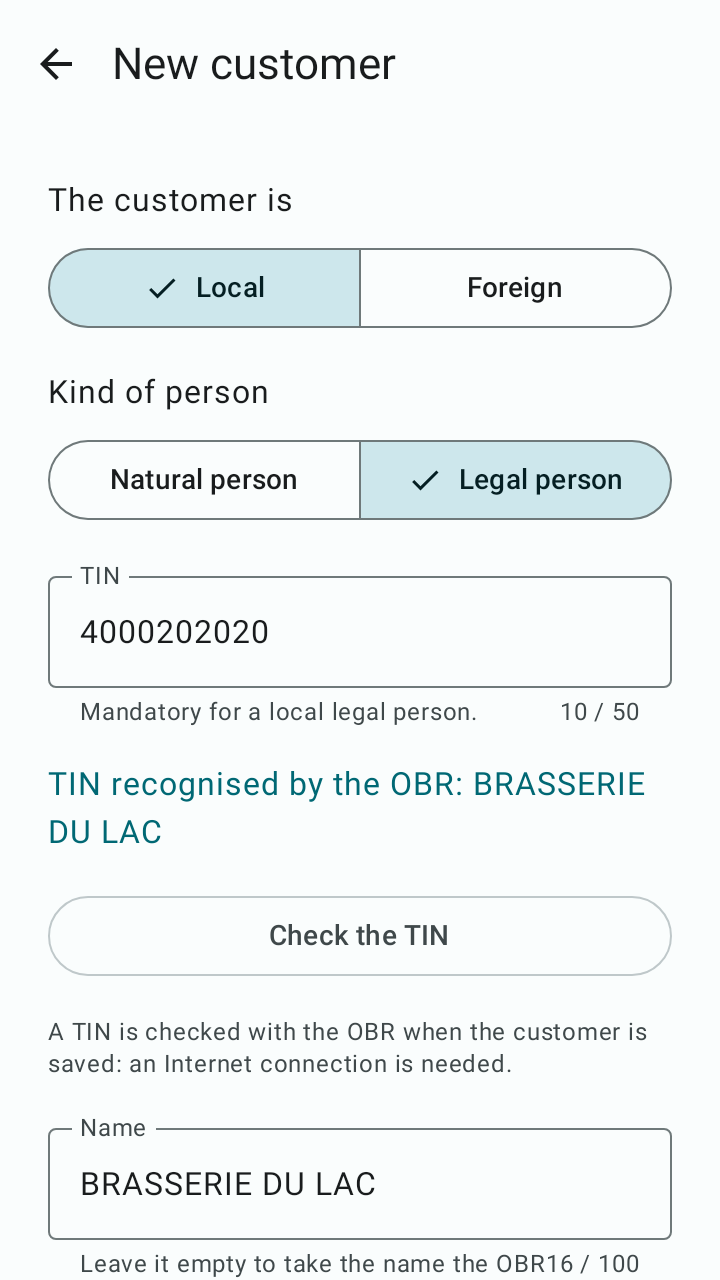 New customer
The customer is
Local
Foreign
Kind of person
Natural person
Legal person
TIN
4000202020
Mandatory for a local legal person.
10 / 50
TIN recognised by the OBR: BRASSERIE
DU LAC
Check the TIN
A TIN is checked with the OBR when the customer is
saved: an Internet connection is needed.
Name
BRASSERIE DU LAC
Leave it empty to take the name the OBR
16 / 100